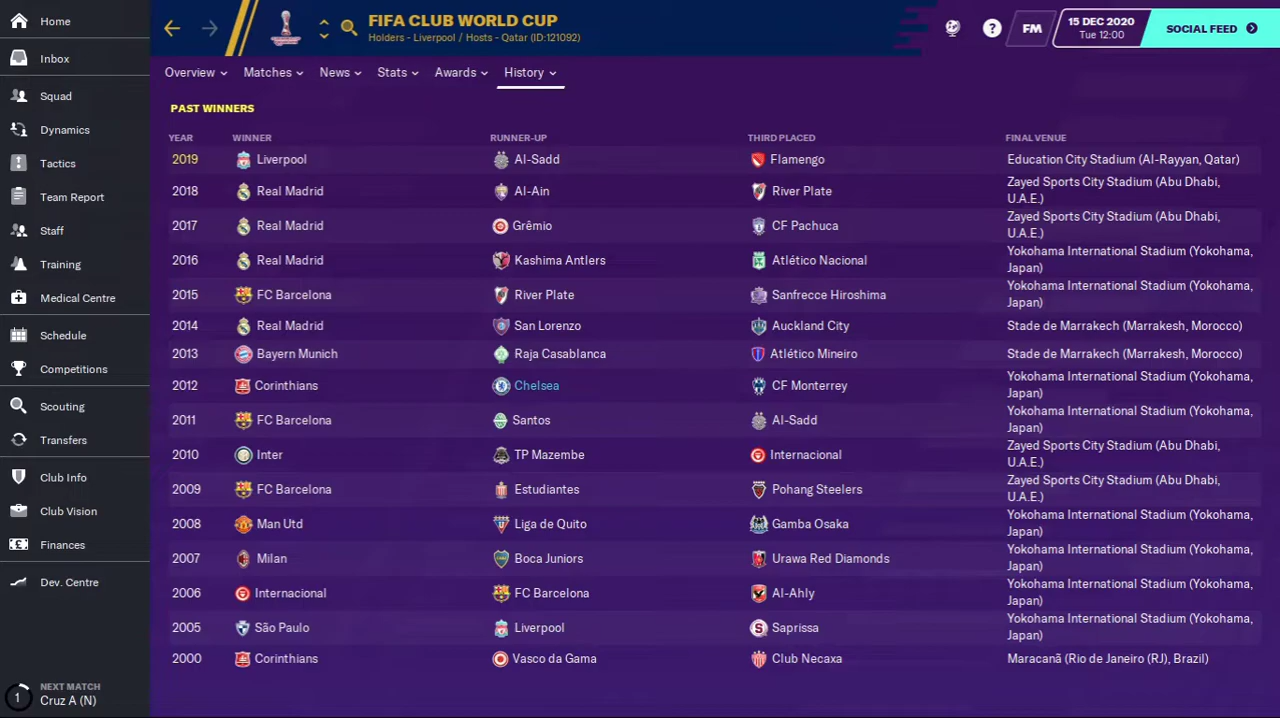 Home
Inbox
Squad
Dynamics
Tactics
Team Report
Staff
Training
Medical Centre
Schedule
Competitions
Scouting
Transfers
Club Info
Club Vision
Finances
Dev. Centre
1 NEXT MATCH
Cruz A (N)
FIFA CLUB WORLD CUP
Holders - Liverpool / Hosts - Qatar (ID:121092)
? FM 15 DEC 2020 SOCIAL FEED
Tue 12:00
Overview Matches News Stats Awards History
PAST WINNERS
YEAR WINNER RUNNER-UP THIRD PLACED FINAL VENUE
2019 Liverpool Al-Sadd Flamengo Education City Stadium (Al-Rayyan, Qatar)
2018 Real Madrid Al-Ain River Plate Zayed Sports City Stadium (Abu Dhabi,
U.A.E.)
2017 Real Madrid Grêmio CF Pachuca Zayed Sports City Stadium (Abu Dhabi,
U.A.E.)
2016 Real Madrid Kashima Antlers Atlético Nacional Yokohama International Stadium (Yokohama,
Japan)
2015 FC Barcelona River Plate Sanfrecce Hiroshima Yokohama International Stadium (Yokohama,
Japan)
2014 Real Madrid San Lorenzo Auckland City Stade de Marrakech (Marrakesh, Morocco)
2013 Bayern Munich Raja Casablanca Atlético Mineiro Stade de Marrakech (Marrakesh, Morocco)
2012 Corinthians Chelsea CF Monterrey Yokohama International Stadium (Yokohama,
Japan)
2011 FC Barcelona Santos Al-Sadd Yokohama International Stadium (Yokohama,
Japan)
2010 Inter TP Mazembe Internacional Zayed Sports City Stadium (Abu Dhabi,
U.A.E.)
2009 FC Barcelona Estudiantes Pohang Steelers Zayed Sports City Stadium (Abu Dhabi,
U.A.E.)
2008 Man Utd Liga de Quito Gamba Osaka Yokohama International Stadium (Yokohama,
Japan)
2007 Milan Boca Juniors Urawa Red Diamonds Yokohama International Stadium (Yokohama,
Japan)
2006 Internacional FC Barcelona Al-Ahly Yokohama International Stadium (Yokohama,
Japan)
2005 São Paulo Liverpool Saprissa Yokohama International Stadium (Yokohama,
Japan)
2000 Corinthians Vasco da Gama Club Necaxa Maracanã (Rio de Janeiro (RJ), Brazil)